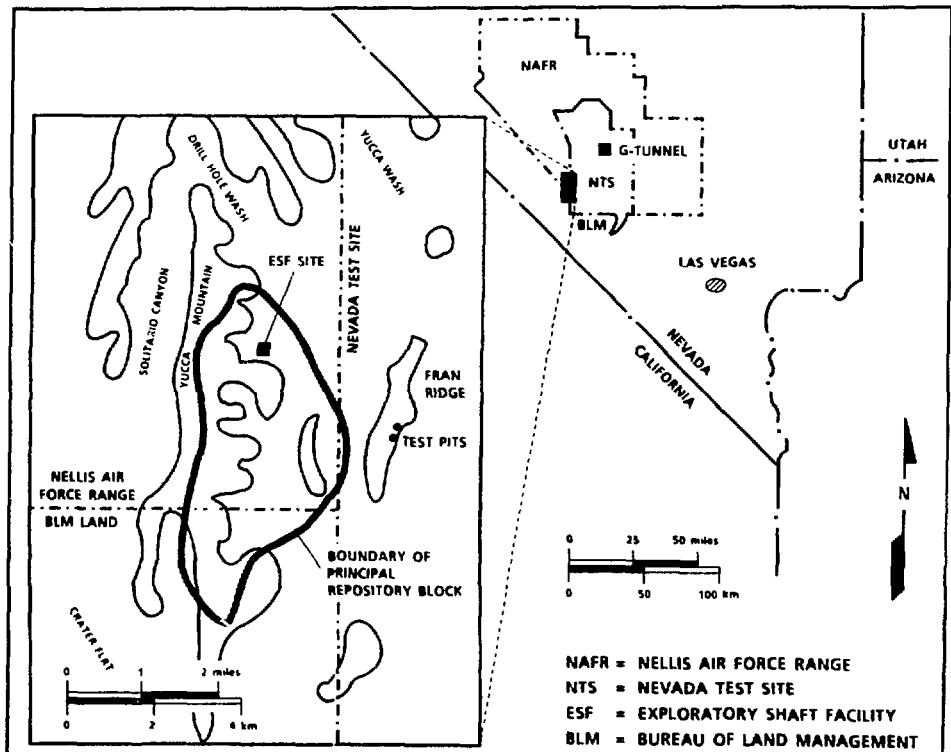 NAFR
G-TUNNEL
NTS
BLM
UTAH
ARIZONA
LAS VEGAS
NEVADA
CALIFORNIA
N
0 25 50 miles
0 50 100 km
DRILL HOLE WASH
YUCCA WASH
ESF SITE
NEVADA TEST SITE
SOLITARIO CANYON
YUCCA MOUNTAIN
FRAN
RIDGE
TEST PITS
NELLIS AIR
FORCE RANGE
BLM LAND
BOUNDARY OF
PRINCIPAL
REPOSITORY BLOCK
CRATER FLAT
0 1 2 miles
0 2 4 km
NAFR = NELLIS AIR FORCE RANGE
NTS = NEVADA TEST SITE
ESF = EXPLORATORY SHAFT FACILITY
BLM = BUREAU OF LAND MANAGEMENT